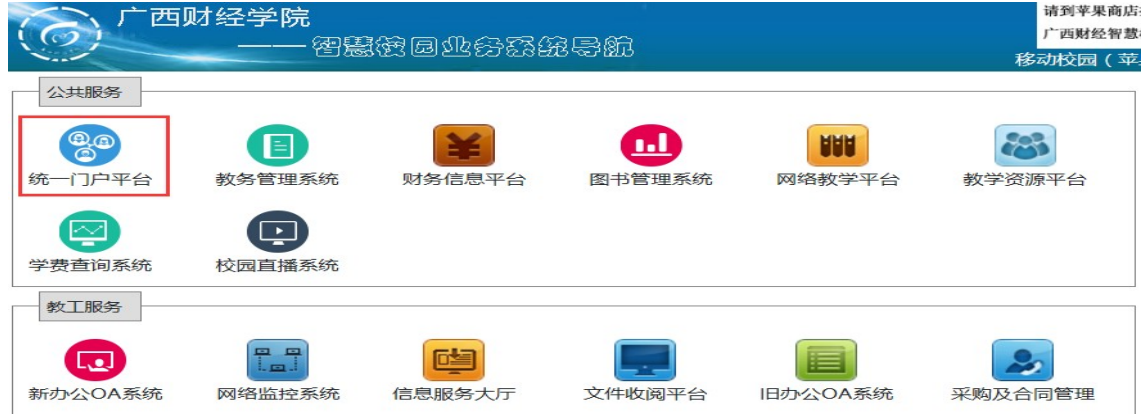 广西财经学院
——智慧校园业务系统导航
请到苹果商店
广西财经智慧
移动校园（苹
公共服务
统一门户平台 教务管理系统 财务信息平台 图书管理系统 网络教学平台 教学资源平台
学费查询系统 校园直播系统
教工服务
新办公OA系统 网络监控系统 信息服务大厅 文件收阅平台 旧办公OA系统 采购及合同管理